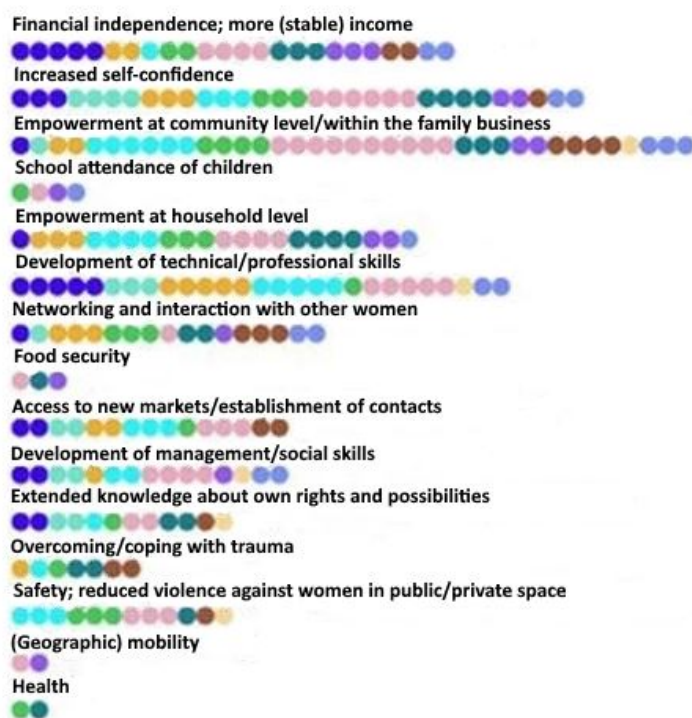 Financial independence; more (stable) income
Increased self-confidence
Empowerment at community level/within the family business
School attendance of children
Empowerment at household level
Development of technical/professional skills
Networking and interaction with other women
Food security
Access to new markets/establishment of contacts
Development of management/social skills
Extended knowledge about own rights and possibilities
Overcoming/coping with trauma
Safety; reduced violence against women in public/private space
(Geographic) mobility
Health